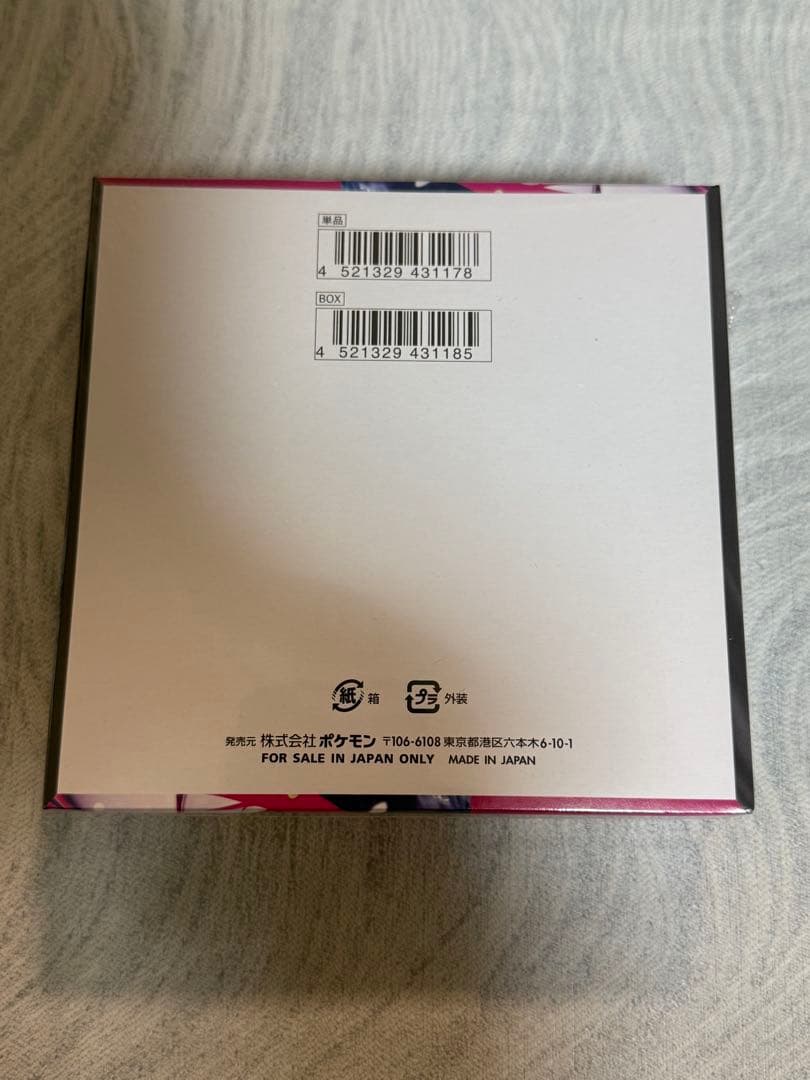 単品
4 521329 431178
BOX
4 521329 431185
紙 箱 プラ 外装
発売元 株式会社 ポケモン 〒106-6108 東京都港区六本木6-10-1
FOR SALE IN JAPAN ONLY MADE IN JAPAN